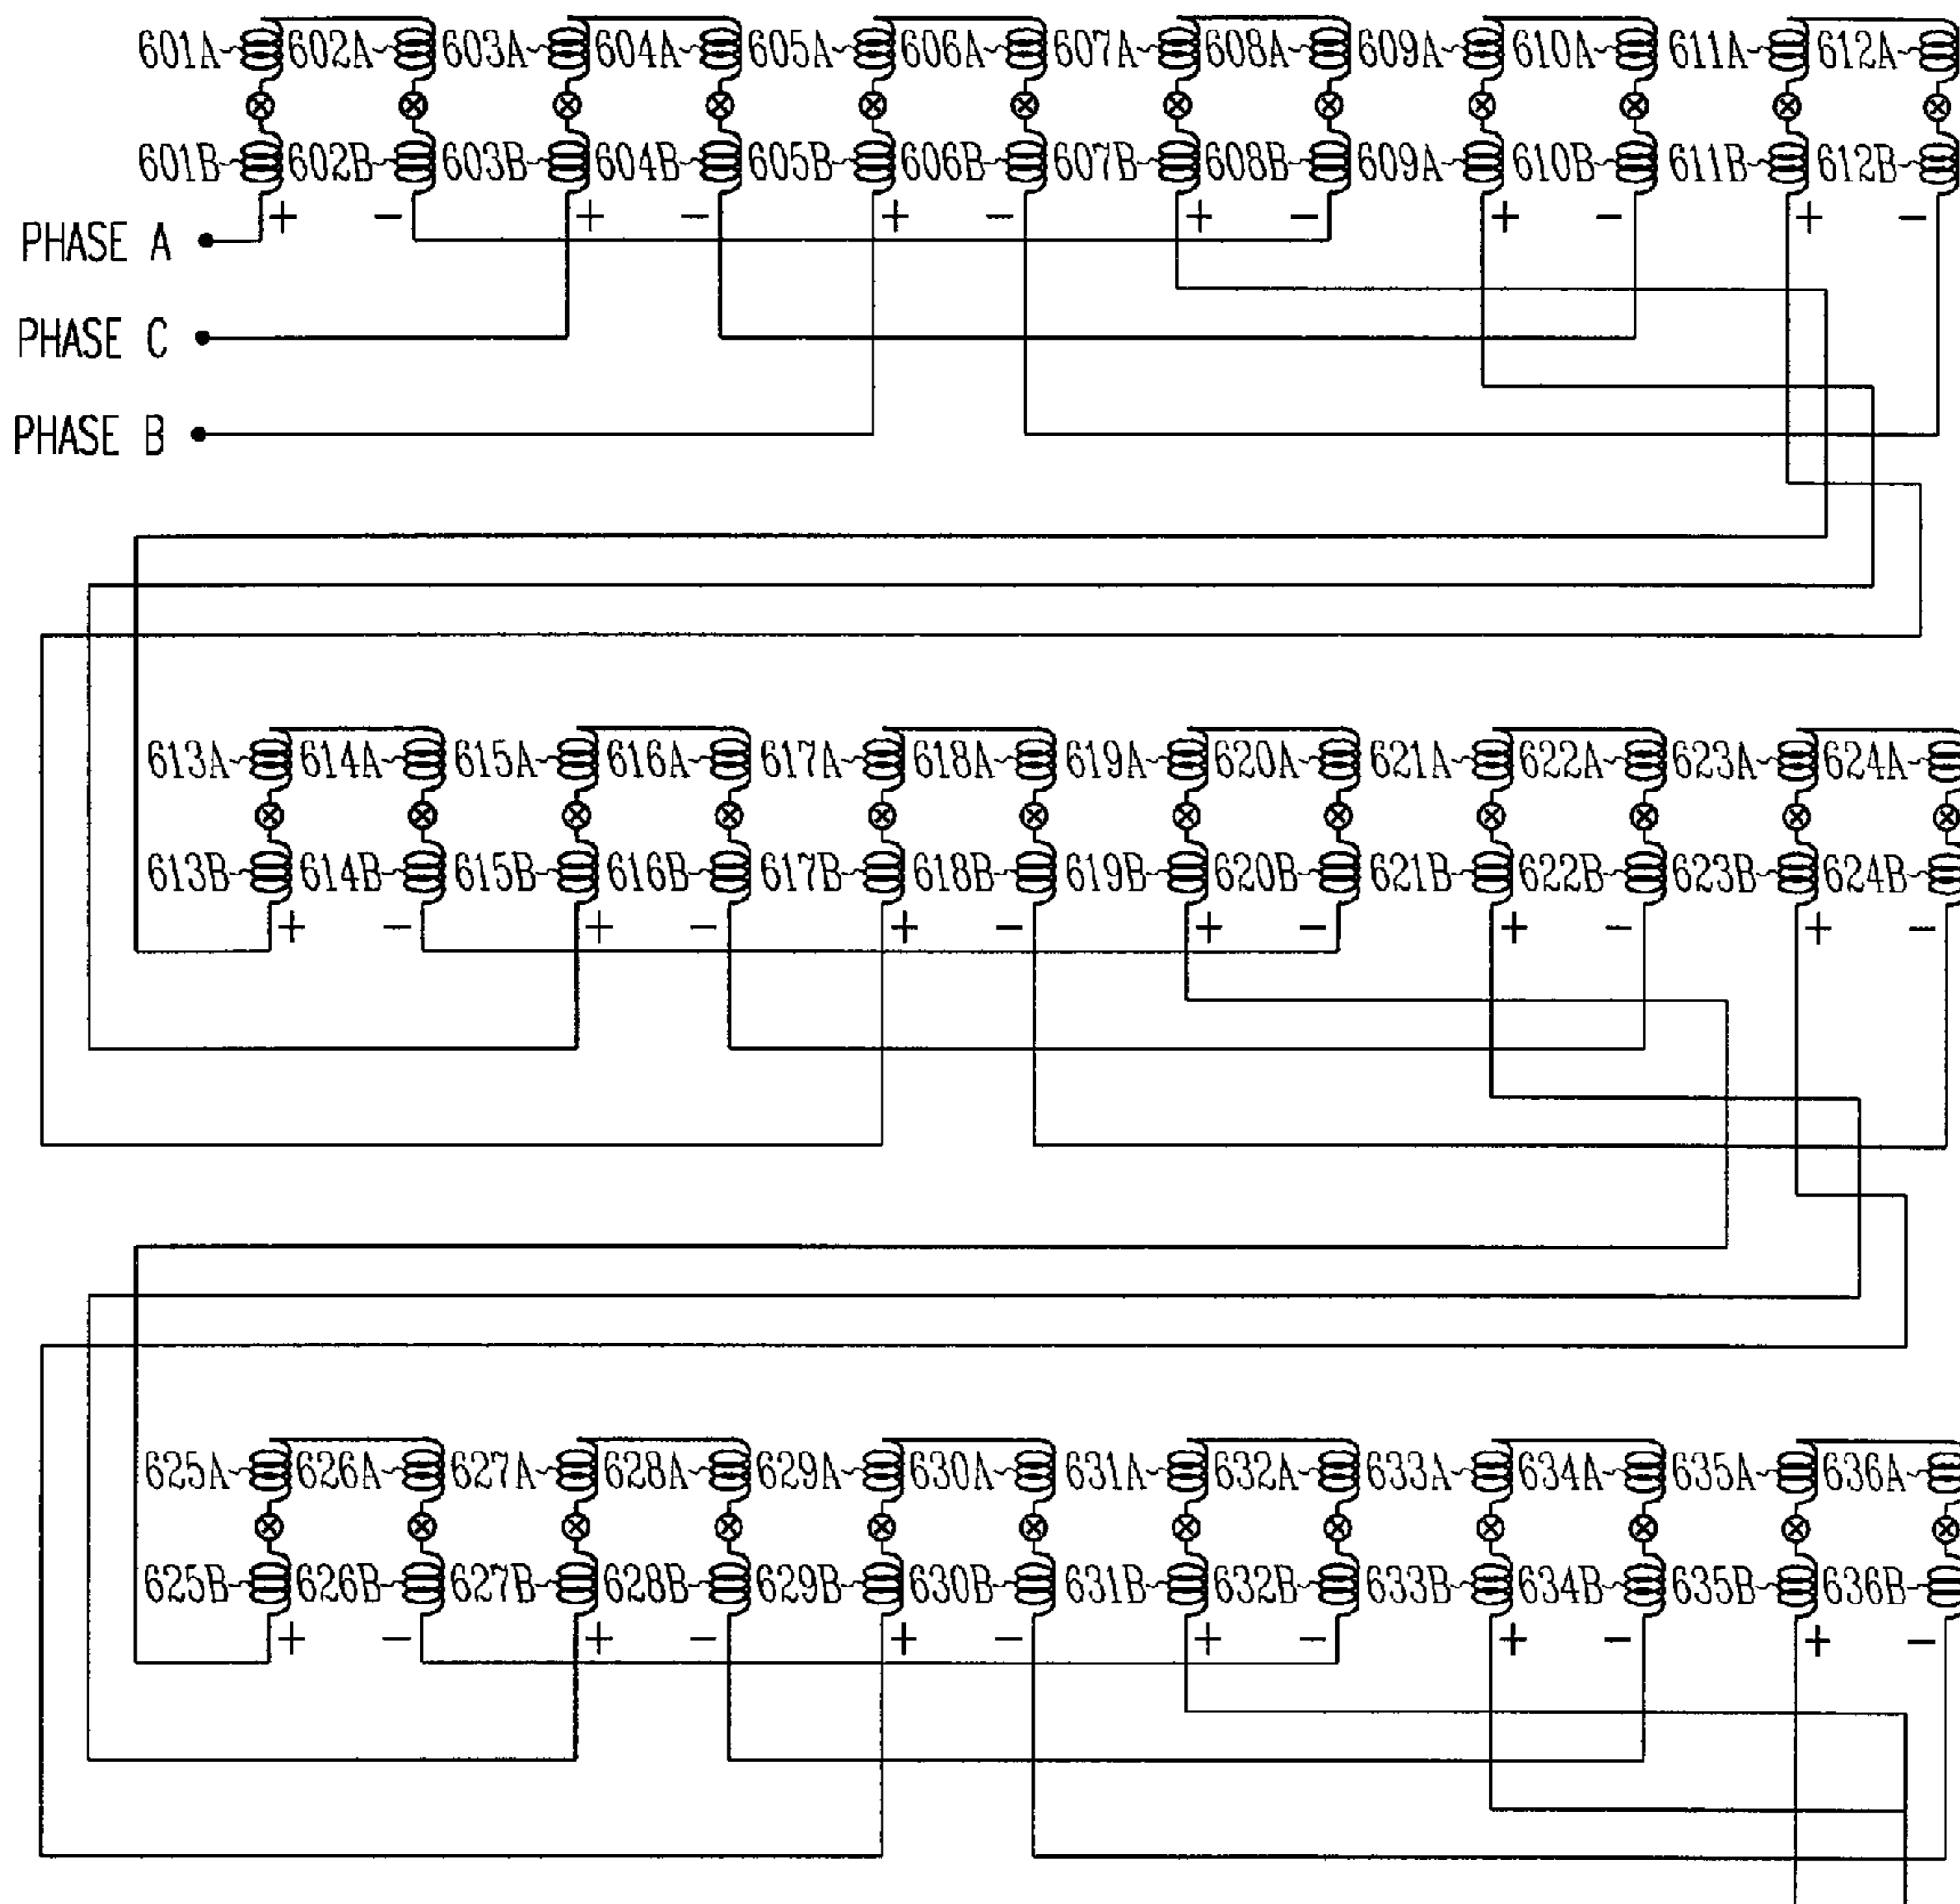 601A 602A 603A 604A 605A 606A 607A 608A 609A 610A 611A 612A
601B 602B 603B 604B 605B 606B 607B 608B 609A 610B 611B 612B
+ − + − + − + − + − + −
PHASE A
PHASE C
PHASE B
613A 614A 615A 616A 617A 618A 619A 620A 621A 622A 623A 624A
613B 614B 615B 616B 617B 618B 619B 620B 621B 622B 623B 624B
+ − + − + − + − + − + −
625A 626A 627A 628A 629A 630A 631A 632A 633A 634A 635A 636A
625B 626B 627B 628B 629B 630B 631B 632B 633B 634B 635B 636B
+ − + − + − + − + − + −